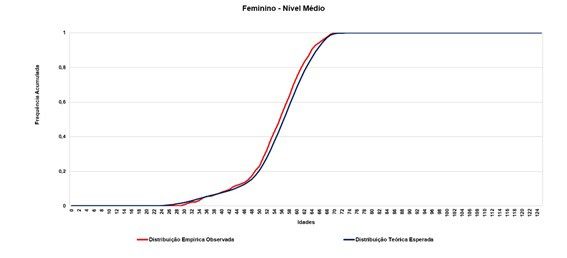 Feminino - Nível Médio
Frequência Acumulada
1
0,8
0,6
0,4
0,2
0
0 2 4 6 8 10 12 14 16 18 20 22 24 26 28 30 32 34 36 38 40 42 44 46 48 50 52 54 56 58 60 62 64 66 68 70 72 74 76 78 80 82 84 86 88 90 92 94 96 98 100 102 104 106 108 110 112 114 116 118 120 122 124
Idades
Distribuição Empírica Observada
Distribuição Teórica Esperada